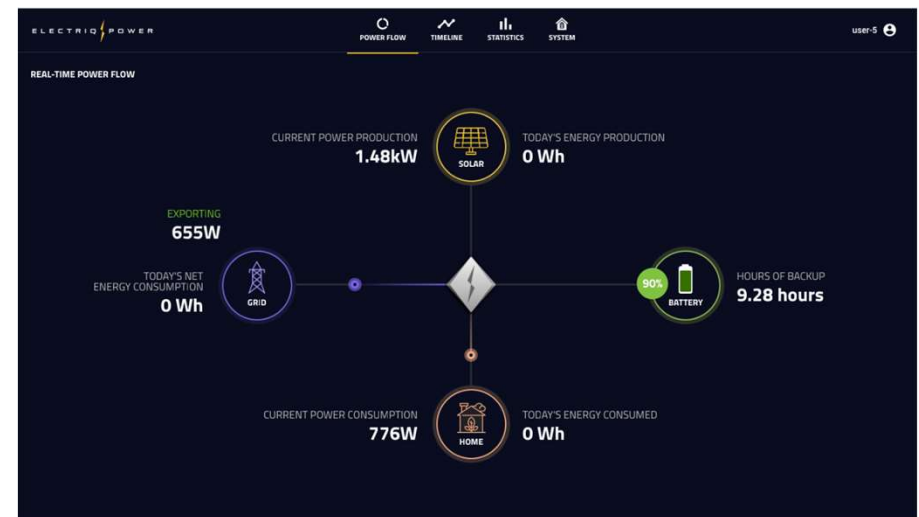 ELECTRIQ POWER
POWER FLOW
TIMELINE
STATISTICS
SYSTEM
user-5
REAL-TIME POWER FLOW
CURRENT POWER PRODUCTION
1.48kW
SOLAR
TODAY'S ENERGY PRODUCTION
0 Wh
EXPORTING
655W
TODAY'S NET
ENERGY CONSUMPTION
0 Wh
GRID
90%
BATTERY
HOURS OF BACKUP
9.28 hours
CURRENT POWER CONSUMPTION
776W
HOME
TODAY'S ENERGY CONSUMED
0 Wh